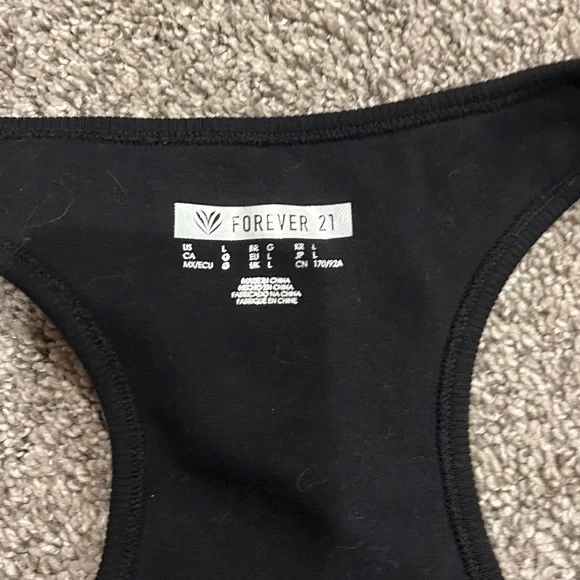 FOREVER 21
US L BR G KR L
CA G EU L JP L
MX/ECU G UK L CN 170/92A
MADE IN CHINA
HECHO EN CHINA
FABRICADO NA CHINA
FABRIQUÉ EN CHINE